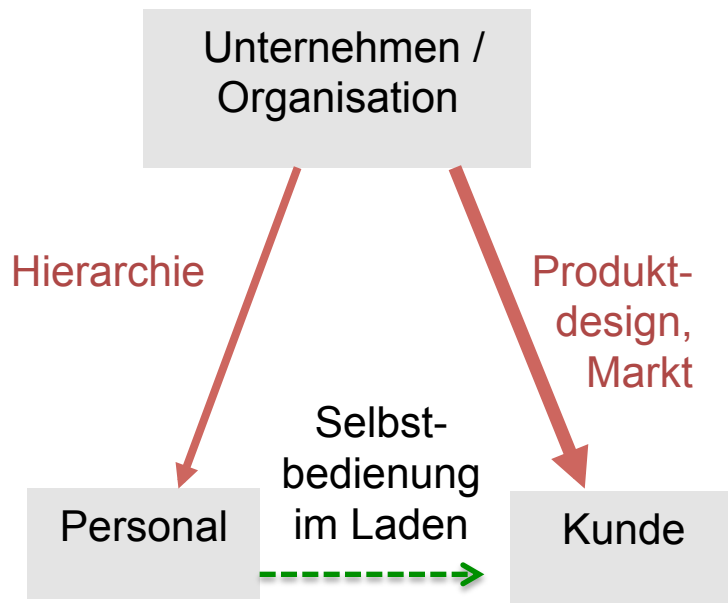 Unternehmen /
Organisation
Hierarchie
Produkt-
design,
Markt
Selbst-
bedienung
im Laden
Personal
Kunde